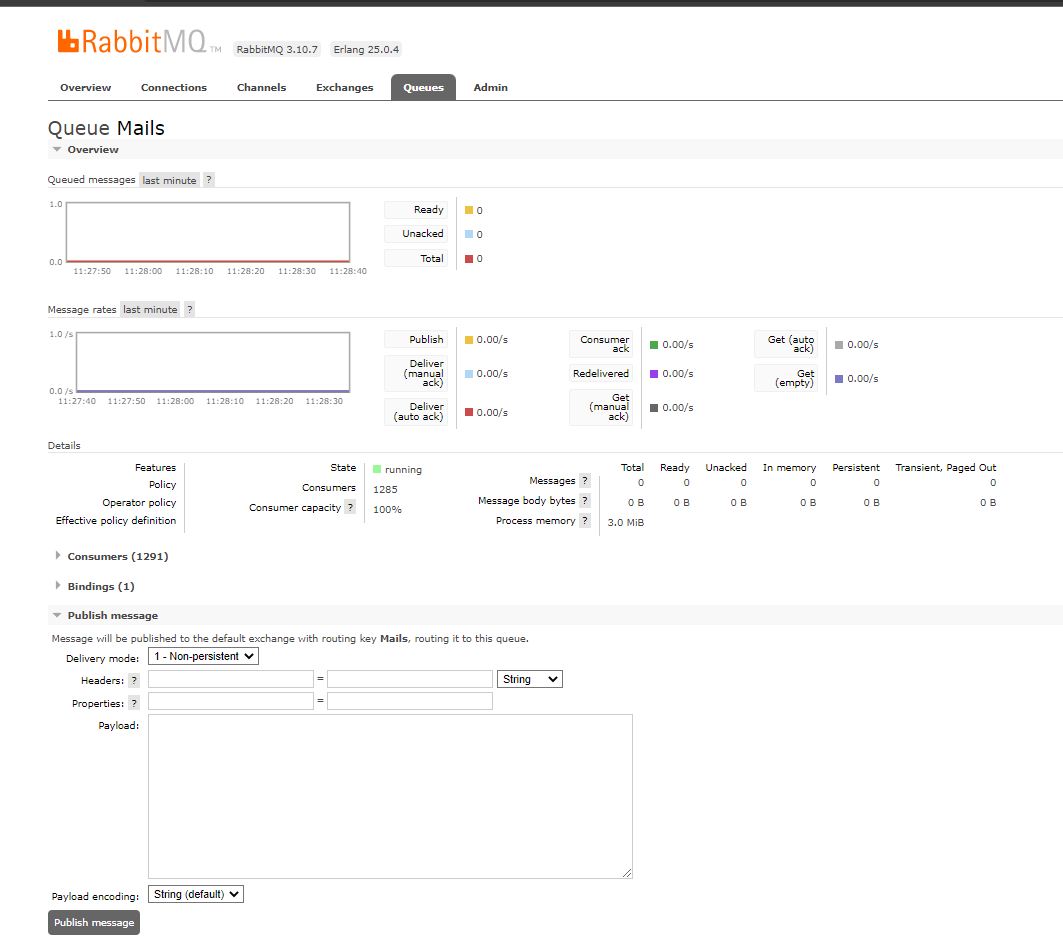 RabbitMQ TM RabbitMQ 3.10.7 Erlang 25.0.4
Overview Connections Channels Exchanges Queues Admin
Queue Mails
Overview
Queued messages last minute ?
1.0
0.0
11:27:50 11:28:00 11:28:10 11:28:20 11:28:30 11:28:40
Ready 0
Unacked 0
Total 0
Message rates last minute ?
1.0 /s
0.0 /s
11:27:40 11:27:50 11:28:00 11:28:10 11:28:20 11:28:30
Publish 0.00/s
Deliver
(manual
ack) 0.00/s
Deliver
(auto ack) 0.00/s
Consumer
ack 0.00/s
Redelivered 0.00/s
Get
(manual
ack) 0.00/s
Get (auto
ack) 0.00/s
Get
(empty) 0.00/s
Details
Features
Policy
Operator policy
Effective policy definition
State running
Consumers 1285
Consumer capacity ? 100%
Total Ready Unacked In memory Persistent Transient, Paged Out
Messages ? 0 0 0 0 0 0
Message body bytes ? 0 B 0 B 0 B 0 B 0 B 0 B
Process memory ? 3.0 MiB
Consumers (1291)
Bindings (1)
Publish message
Message will be published to the default exchange with routing key Mails, routing it to this queue.
Delivery mode: 1 - Non-persistent
Headers: ? = String
Properties: ? =
Payload:
Payload encoding: String (default)
Publish message